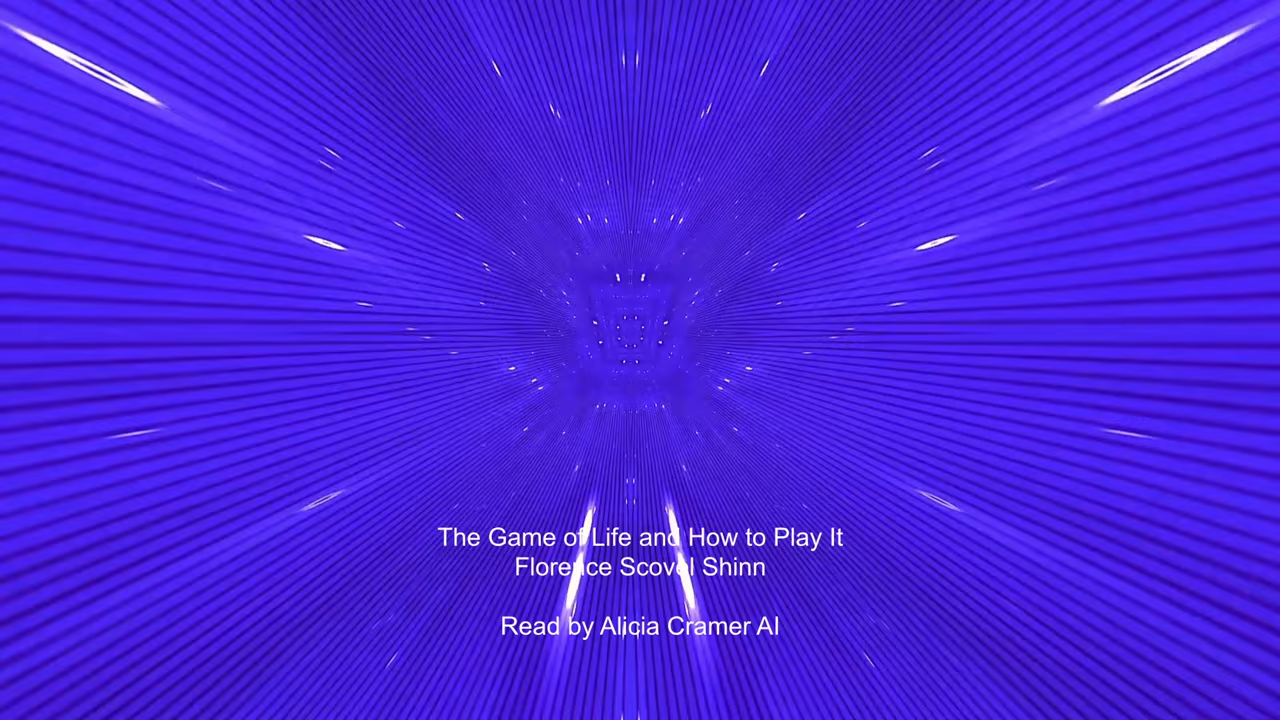 The Game of Life and How to Play It
Florence Scovel Shinn
Read by Alicia Cramer AI